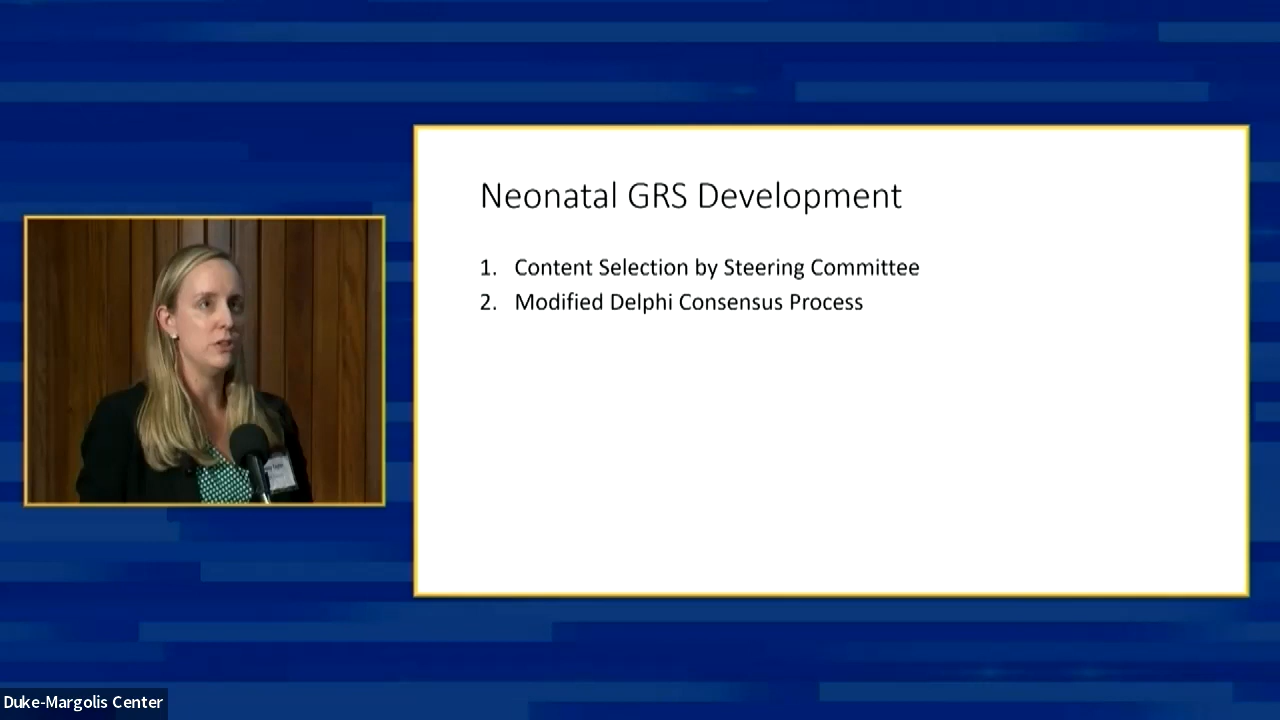 Neonatal GRS Development
1. Content Selection by Steering Committee
2. Modified Delphi Consensus Process
Duke-Margolis Center